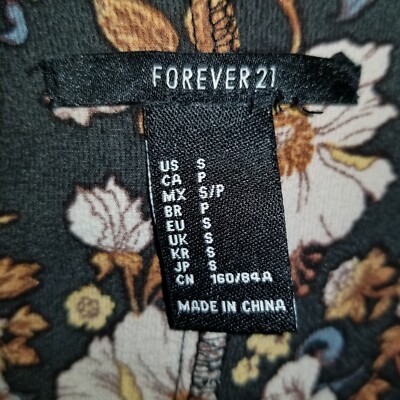 FOREVER 21
US S
CA P
MX S/P
BR P
EU S
UK S
KR S
JP S
CN 160/84A
MADE IN CHINA